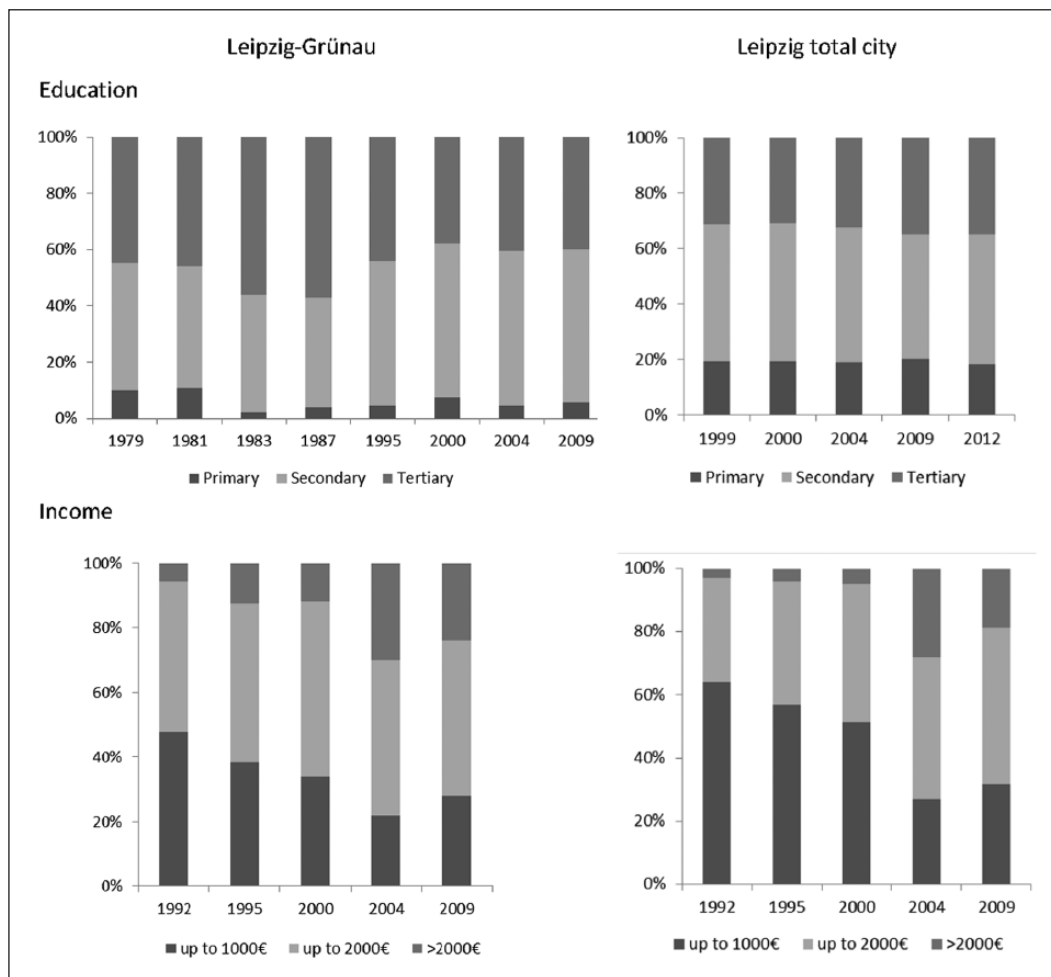 Leipzig-Grünau
Leipzig total city
Education
100%
80%
60%
40%
20%
0%
1979 1981 1983 1987 1995 2000 2004 2009
Primary Secondary Tertiary
100%
80%
60%
40%
20%
0%
1999 2000 2004 2009 2012
Primary Secondary Tertiary
Income
100%
80%
60%
40%
20%
0%
1992 1995 2000 2004 2009
up to 1000€ up to 2000€ >2000€
100%
80%
60%
40%
20%
0%
1992 1995 2000 2004 2009
up to 1000€ up to 2000€ >2000€